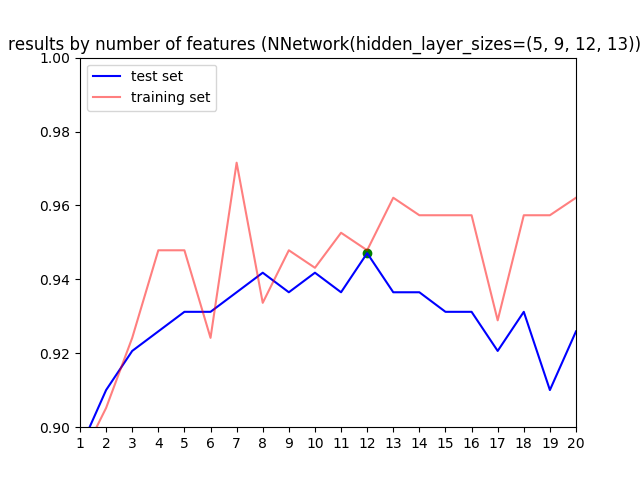 results by number of features (NNetwork(hidden_layer_sizes=(5, 9, 12, 13))
test set
training set
1.00
0.98
0.96
0.94
0.92
0.90
1 2 3 4 5 6 7 8 9 10 11 12 13 14 15 16 17 18 19 20